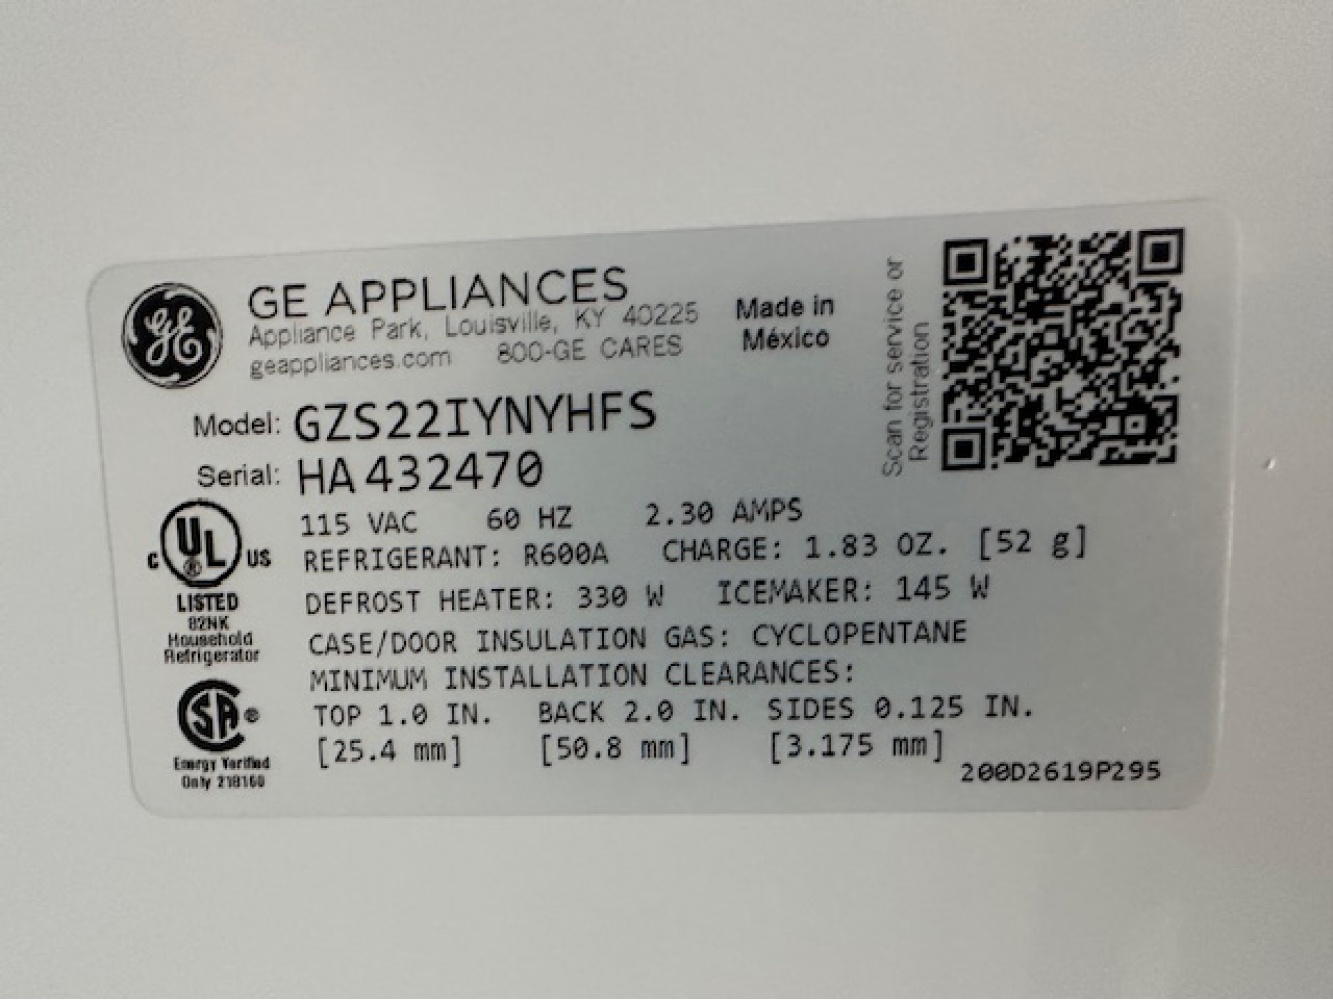 GE APPLIANCES
Appliance Park, Louisville, KY 40225
geappliances.com 800-GE CARES
Made in
México
Scan for service or
Registration
Model: GZS22IYNYHFS
Serial: HA 432470
115 VAC 60 HZ 2.30 AMPS
REFRIGERANT: R600A CHARGE: 1.83 OZ. [52 g]
DEFROST HEATER: 330 W ICEMAKER: 145 W
CASE/DOOR INSULATION GAS: CYCLOPENTANE
MINIMUM INSTALLATION CLEARANCES:
TOP 1.0 IN. BACK 2.0 IN. SIDES 0.125 IN.
[25.4 mm] [50.8 mm] [3.175 mm]
200D2619P295
C UL ® US
LISTED
82NK
Household
Refrigerator
SA ®
Energy Verified
Only 218160